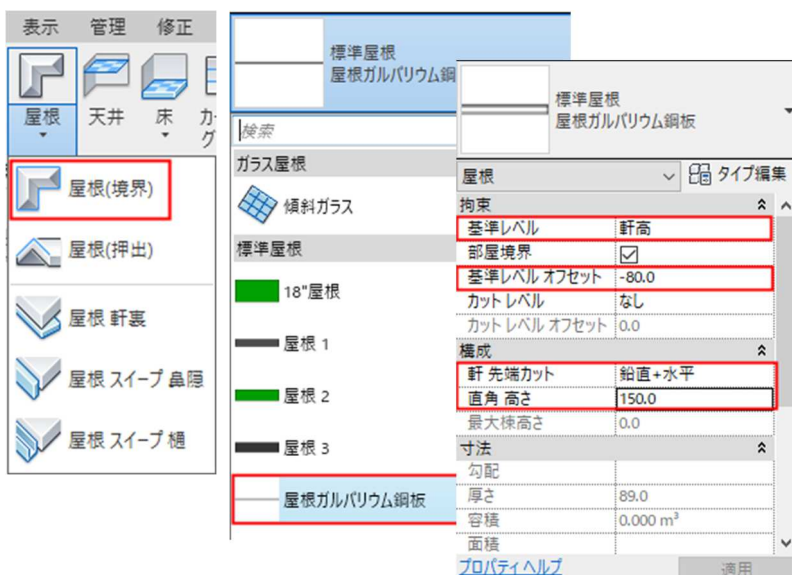 表示 管理 修正
屋根 天井 床 カー
グ
屋根(境界)
屋根(押出)
屋根 軒裏
屋根 スイープ 鼻隠
屋根 スイープ 樋
標準屋根
屋根ガルバリウム鋼
検索
ガラス屋根
傾斜ガラス
標準屋根
18"屋根
屋根 1
屋根 2
屋根 3
屋根ガルバリウム鋼板
標準屋根
屋根ガルバリウム鋼板
屋根 タイプ編集
拘束
基準レベル 軒高
部屋境界
基準レベル オフセット -80.0
カット レベル なし
カット レベル オフセット 0.0
構成
軒 先端カット 鉛直+水平
直角 高さ 150.0
最大棟高さ 0.0
寸法
勾配
厚さ 89.0
容積 0.000 m³
面積
プロパティ ヘルプ 適用